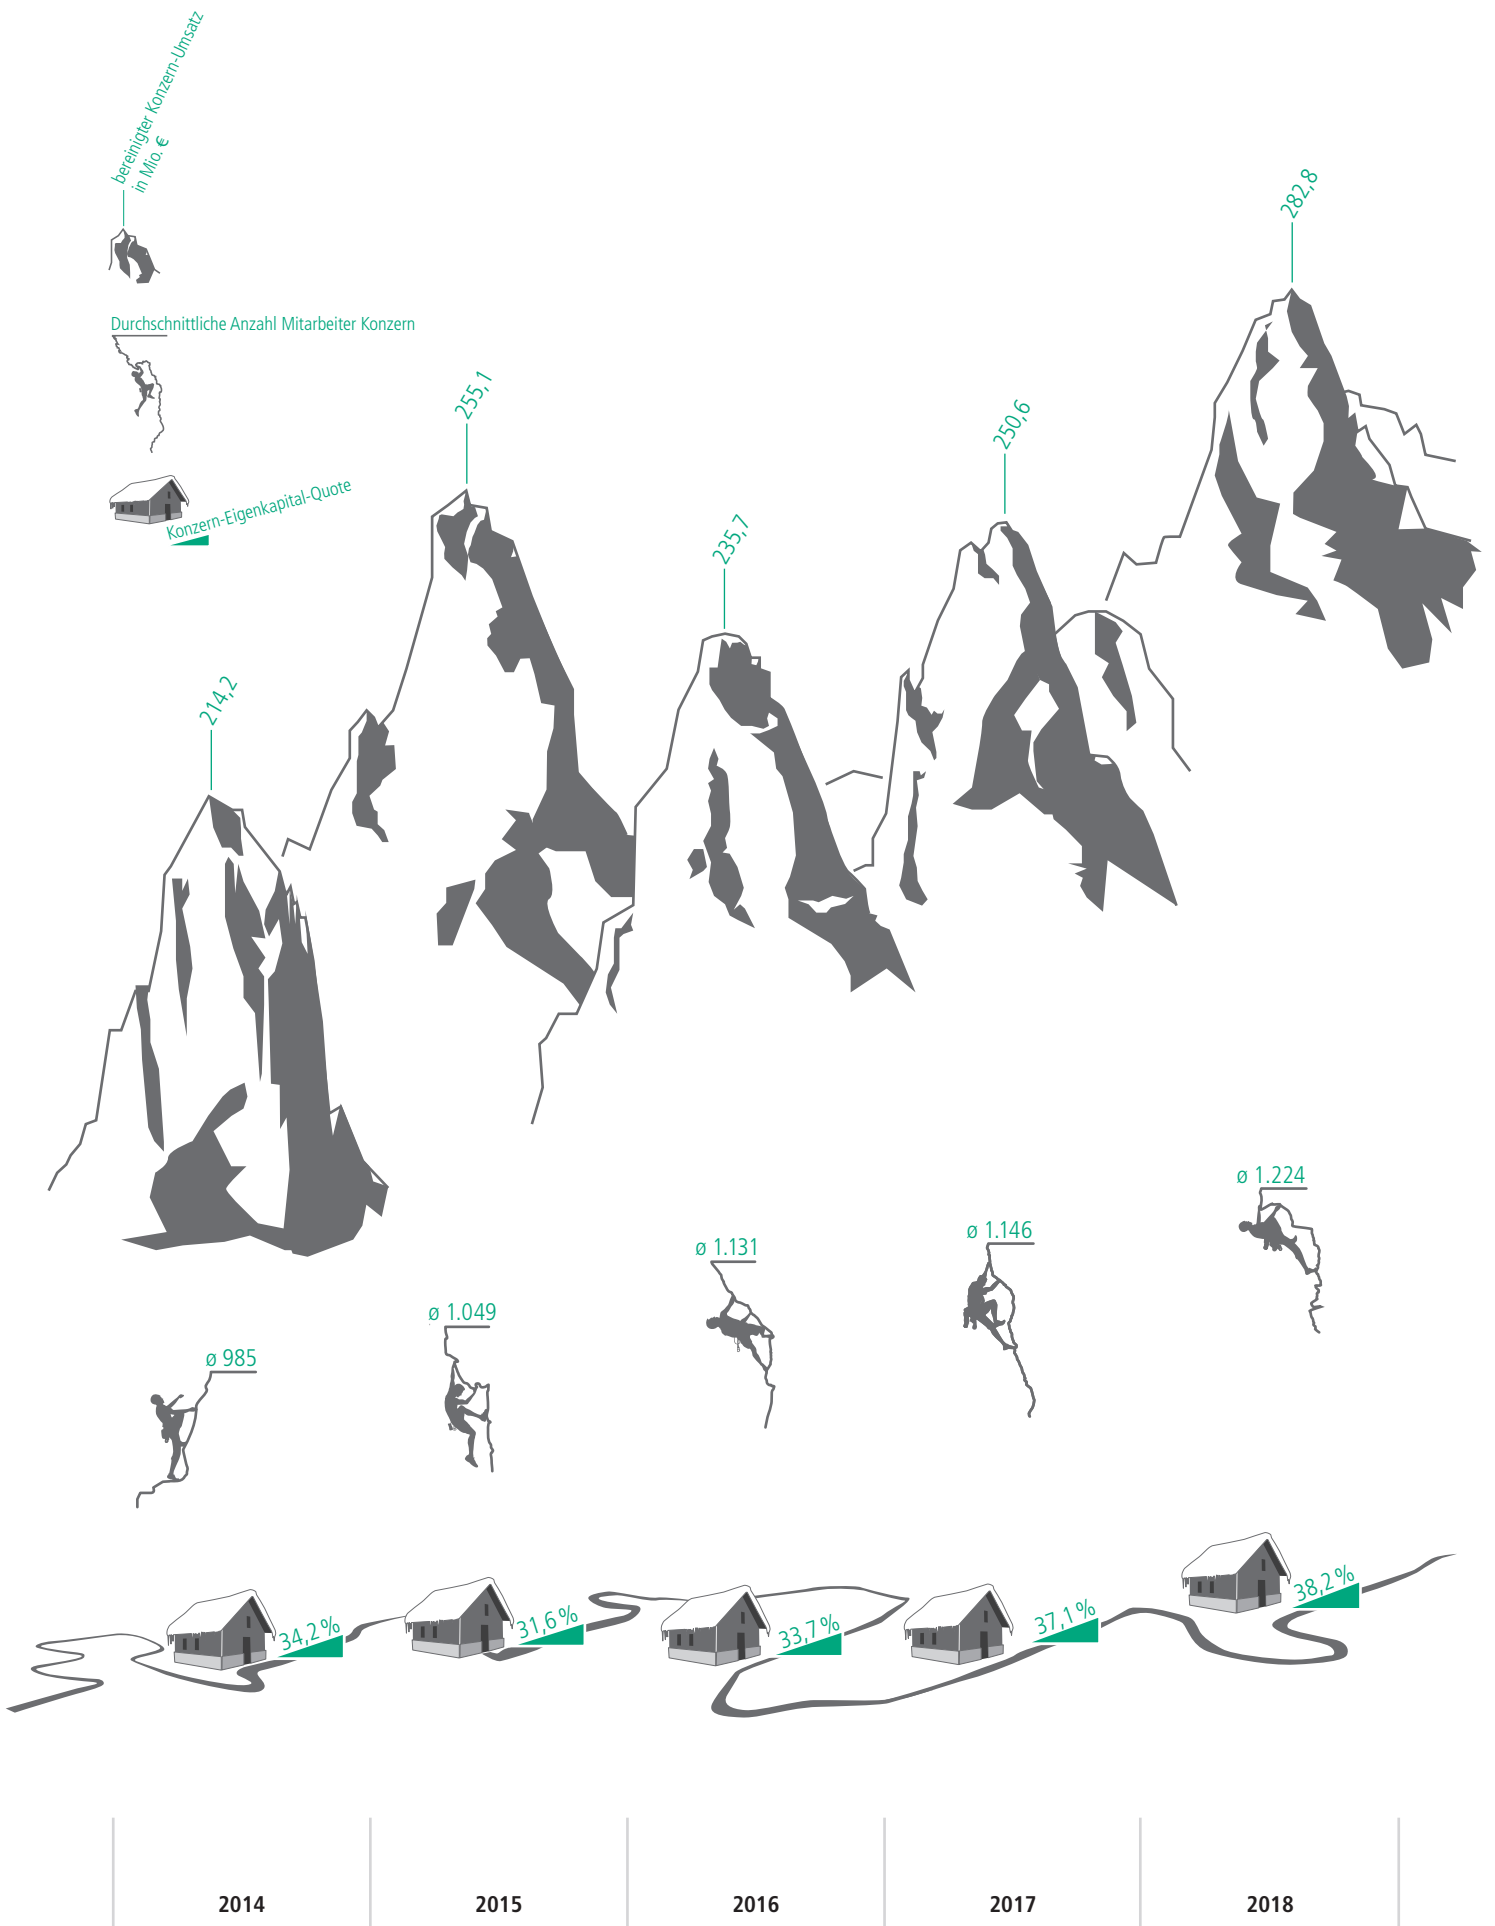 bereinigter Konzern-Umsatz
in Mio. €
Durchschnittliche Anzahl Mitarbeiter Konzern
Konzern-Eigenkapital-Quote
214,2
255,1
235,7
250,6
282,8
ø 985
ø 1.049
ø 1.131
ø 1.146
ø 1.224
34,2 %
31,6 %
33,7 %
37,1 %
38,2 %
2014
2015
2016
2017
2018